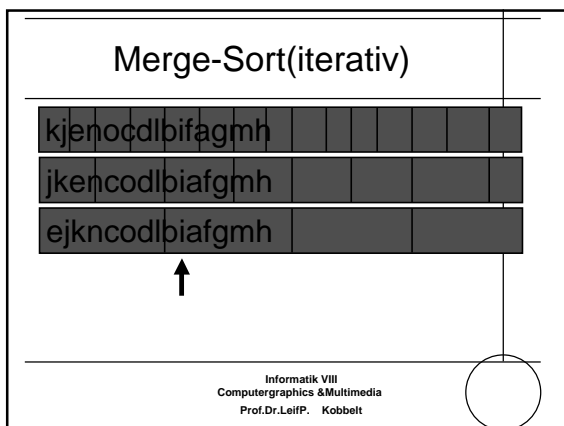 Merge-Sort(iterativ)
kjenocdlbifagmh
jkencodlbiafgmh
ejkncodlbiafgmh
Informatik VIII
Computergraphics &Multimedia
Prof.Dr.LeifP. Kobbelt